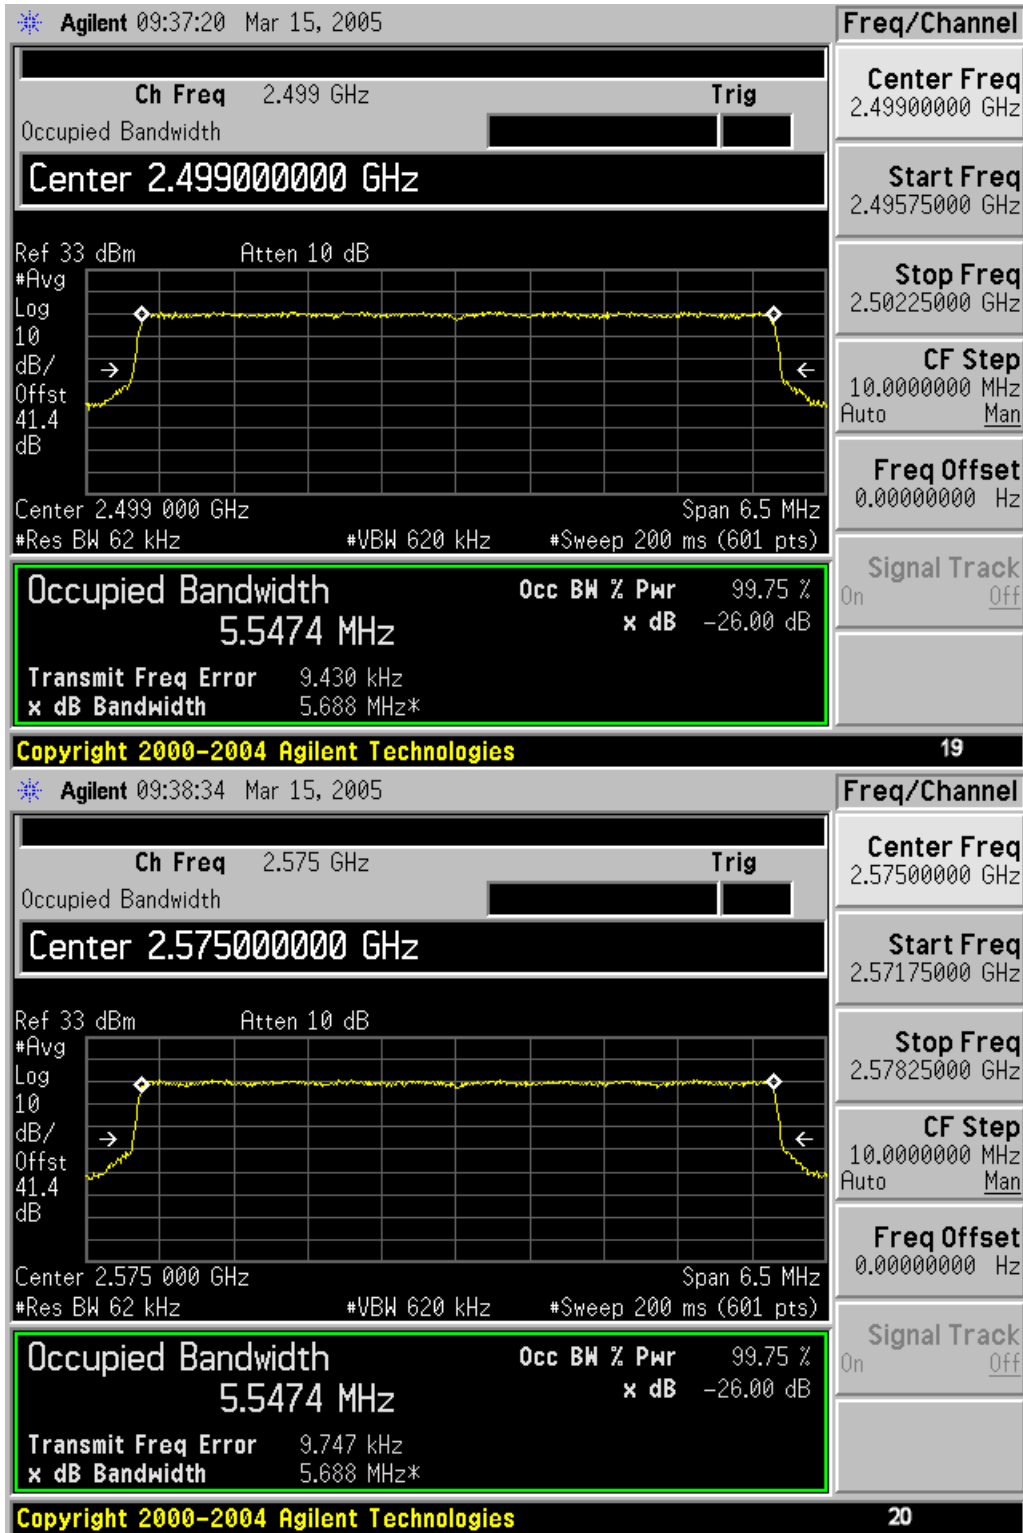 Agilent 09:37:20 Mar 15, 2005
Freq/Channel
Ch Freq 2.499 GHz Trig
Occupied Bandwidth
Center 2.499000000 GHz
Ref 33 dBm Atten 10 dB
#Avg
Log
10
dB/
Offst
41.4
dB
Center 2.499 000 GHz Span 6.5 MHz
#Res BW 62 kHz #VBW 620 kHz #Sweep 200 ms (601 pts)
Occupied Bandwidth Occ BW % Pwr 99.75 %
5.5474 MHz x dB -26.00 dB
Transmit Freq Error 9.430 kHz
x dB Bandwidth 5.688 MHz*
Center Freq
2.49900000 GHz
Start Freq
2.49575000 GHz
Stop Freq
2.50225000 GHz
CF Step
10.0000000 MHz
Auto Man
Freq Offset
0.00000000 Hz
Signal Track
On Off
Copyright 2000-2004 Agilent Technologies 19
Agilent 09:38:34 Mar 15, 2005
Freq/Channel
Ch Freq 2.575 GHz Trig
Occupied Bandwidth
Center 2.575000000 GHz
Ref 33 dBm Atten 10 dB
#Avg
Log
10
dB/
Offst
41.4
dB
Center 2.575 000 GHz Span 6.5 MHz
#Res BW 62 kHz #VBW 620 kHz #Sweep 200 ms (601 pts)
Occupied Bandwidth Occ BW % Pwr 99.75 %
5.5474 MHz x dB -26.00 dB
Transmit Freq Error 9.747 kHz
x dB Bandwidth 5.688 MHz*
Center Freq
2.57500000 GHz
Start Freq
2.57175000 GHz
Stop Freq
2.57825000 GHz
CF Step
10.0000000 MHz
Auto Man
Freq Offset
0.00000000 Hz
Signal Track
On Off
Copyright 2000-2004 Agilent Technologies 20